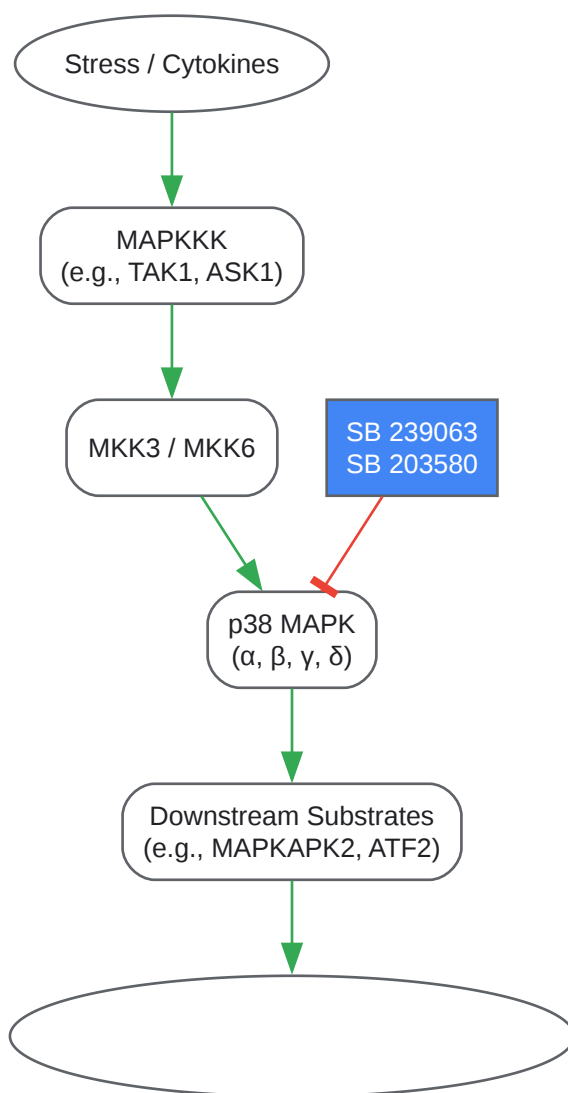 Stress / Cytokines
MAPKKK
(e.g., TAK1, ASK1)
MKK3 / MKK6
SB 239063
SB 203580
p38 MAPK
(α, β, γ, δ)
Downstream Substrates
(e.g., MAPKAPK2, ATF2)